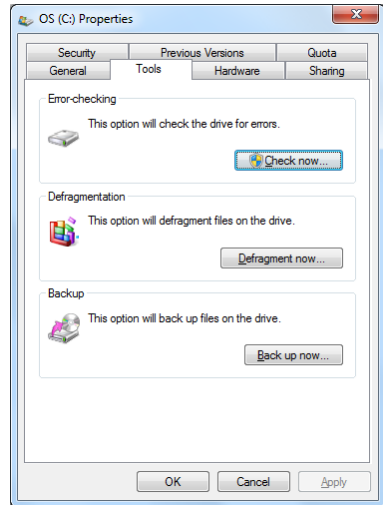 OS (C:) Properties
Security Previous Versions Quota
General Tools Hardware Sharing
Error-checking
This option will check the drive for errors.
Check now...
Defragmentation
This option will defragment files on the drive.
Defragment now...
Backup
This option will back up files on the drive.
Back up now...
OK Cancel Apply